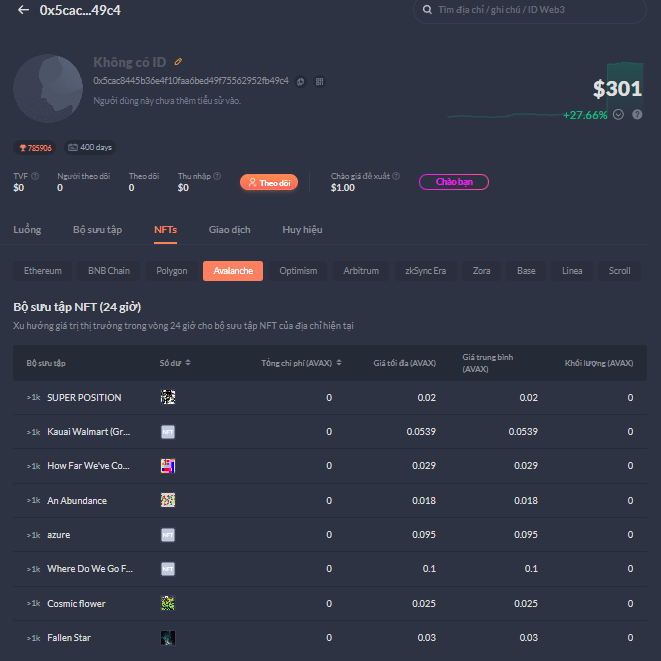 0x5cac...49c4
Tìm địa chỉ / ghi chú / ID Web3
Không có ID
0x5cac8445b36e4f10faa6bed49f75562952fb49c4
Người dùng này chưa thêm tiểu sử vào.
$301
+27.66%
785906 400 days
TVF Người theo dõi Theo dõi Thu nhập Theo dõi Chào giá đề xuất Chào bạn
$0 0 0 $0 $1.00
Luồng Bộ sưu tập NFTs Giao dịch Huy hiệu
Ethereum BNB Chain Polygon Avalanche Optimism Arbitrum zkSync Era Zora Base Linea Scroll
Bộ sưu tập NFT (24 giờ)
Xu hướng giá trị thị trường trong vòng 24 giờ cho bộ sưu tập NFT của địa chỉ hiện tại
Bộ sưu tập Số dư Tổng chi phí (AVAX) Giá tối đa (AVAX) Giá trung bình (AVAX) Khối lượng (AVAX)
>1k SUPER POSITION 0 0.02 0.02 0
>1k Kauai Walmart (Gr... NFT 0 0.0539 0.0539 0
>1k How Far We've Co... 0 0.029 0.029 0
>1k An Abundance 0 0.018 0.018 0
>1k azure NFT 0 0.095 0.095 0
>1k Where Do We Go F... NFT 0 0.1 0.1 0
>1k Cosmic flower 0 0.025 0.025 0
>1k Fallen Star 0 0.03 0.03 0